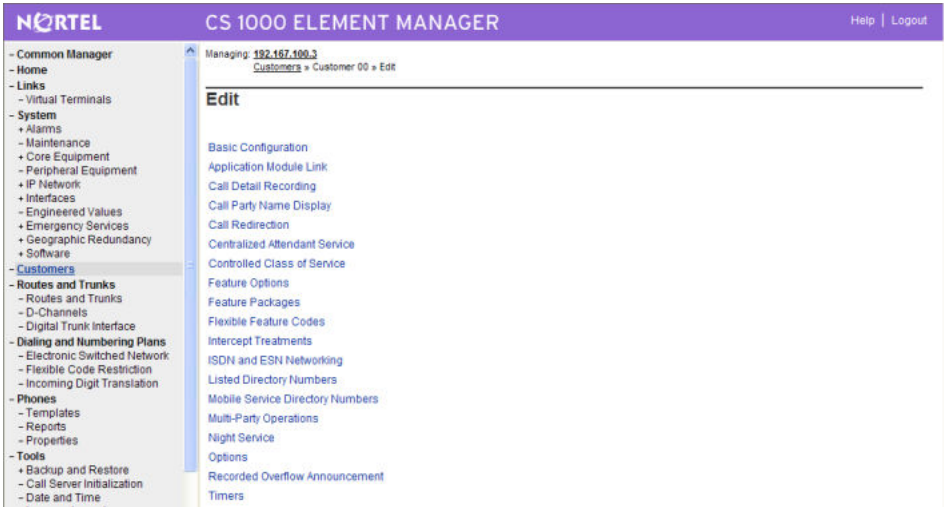 NORTEL
CS 1000 ELEMENT MANAGER
Help | Logout
- Common Manager
- Home
- Links
- Virtual Terminals
- System
+ Alarms
- Maintenance
+ Core Equipment
- Peripheral Equipment
+ IP Network
+ Interfaces
- Engineered Values
+ Emergency Services
+ Geographic Redundancy
+ Software
- Customers
- Routes and Trunks
- Routes and Trunks
- D-Channels
- Digital Trunk Interface
- Dialing and Numbering Plans
- Electronic Switched Network
- Flexible Code Restriction
- Incoming Digit Translation
- Phones
- Templates
- Reports
- Properties
- Tools
+ Backup and Restore
- Call Server Initialization
- Date and Time
Managing: 192.167.100.3
Customers » Customer 00 » Edit
Edit
Basic Configuration
Application Module Link
Call Detail Recording
Call Party Name Display
Call Redirection
Centralized Attendant Service
Controlled Class of Service
Feature Options
Feature Packages
Flexible Feature Codes
Intercept Treatments
ISDN and ESN Networking
Listed Directory Numbers
Mobile Service Directory Numbers
Multi-Party Operations
Night Service
Options
Recorded Overflow Announcement
Timers